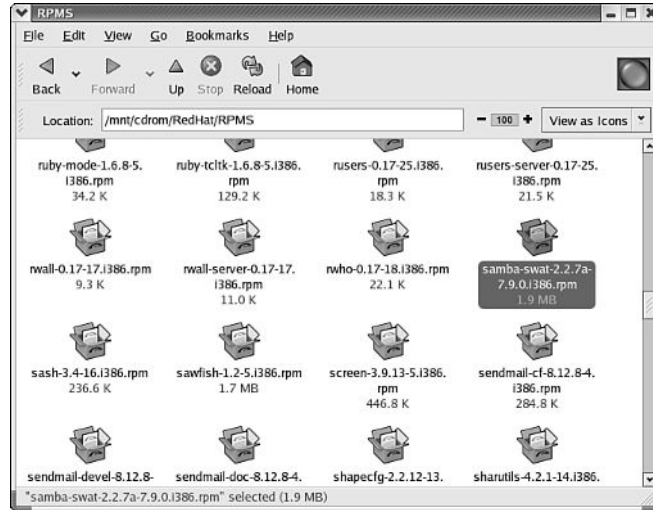 RPMS
File Edit View Go Bookmarks Help
Back Forward Up Stop Reload Home
Location: /mnt/cdrom/RedHat/RPMS 100 View as Icons
ruby-mode-1.6.8-5. ruby-tcltk-1.6.8-5.i386. rusers-0.17-25.i386. rusers-server-0.17-25.
i386.rpm rpm rpm i386.rpm
34.2 K 129.2 K 18.3 K 21.5 K
rwall-0.17-17.i386.rpm rwall-server-0.17-17. rwho-0.17-18.i386.rpm samba-swat-2.2.7a-
9.3 K i386.rpm 22.1 K 7.9.0.i386.rpm
11.0 K 1.9 MB
sash-3.4-16.i386.rpm sawfish-1.2-5.i386.rpm screen-3.9.13-5.i386. sendmail-cf-8.12.8-4.
236.6 K 1.7 MB rpm i386.rpm
446.8 K 284.8 K
sendmail-devel-8.12.8- sendmail-doc-8.12.8-4. shapecfg-2.2.12-13. sharutils-4.2.1-14.i386.
"samba-swat-2.2.7a-7.9.0.i386.rpm" selected (1.9 MB)